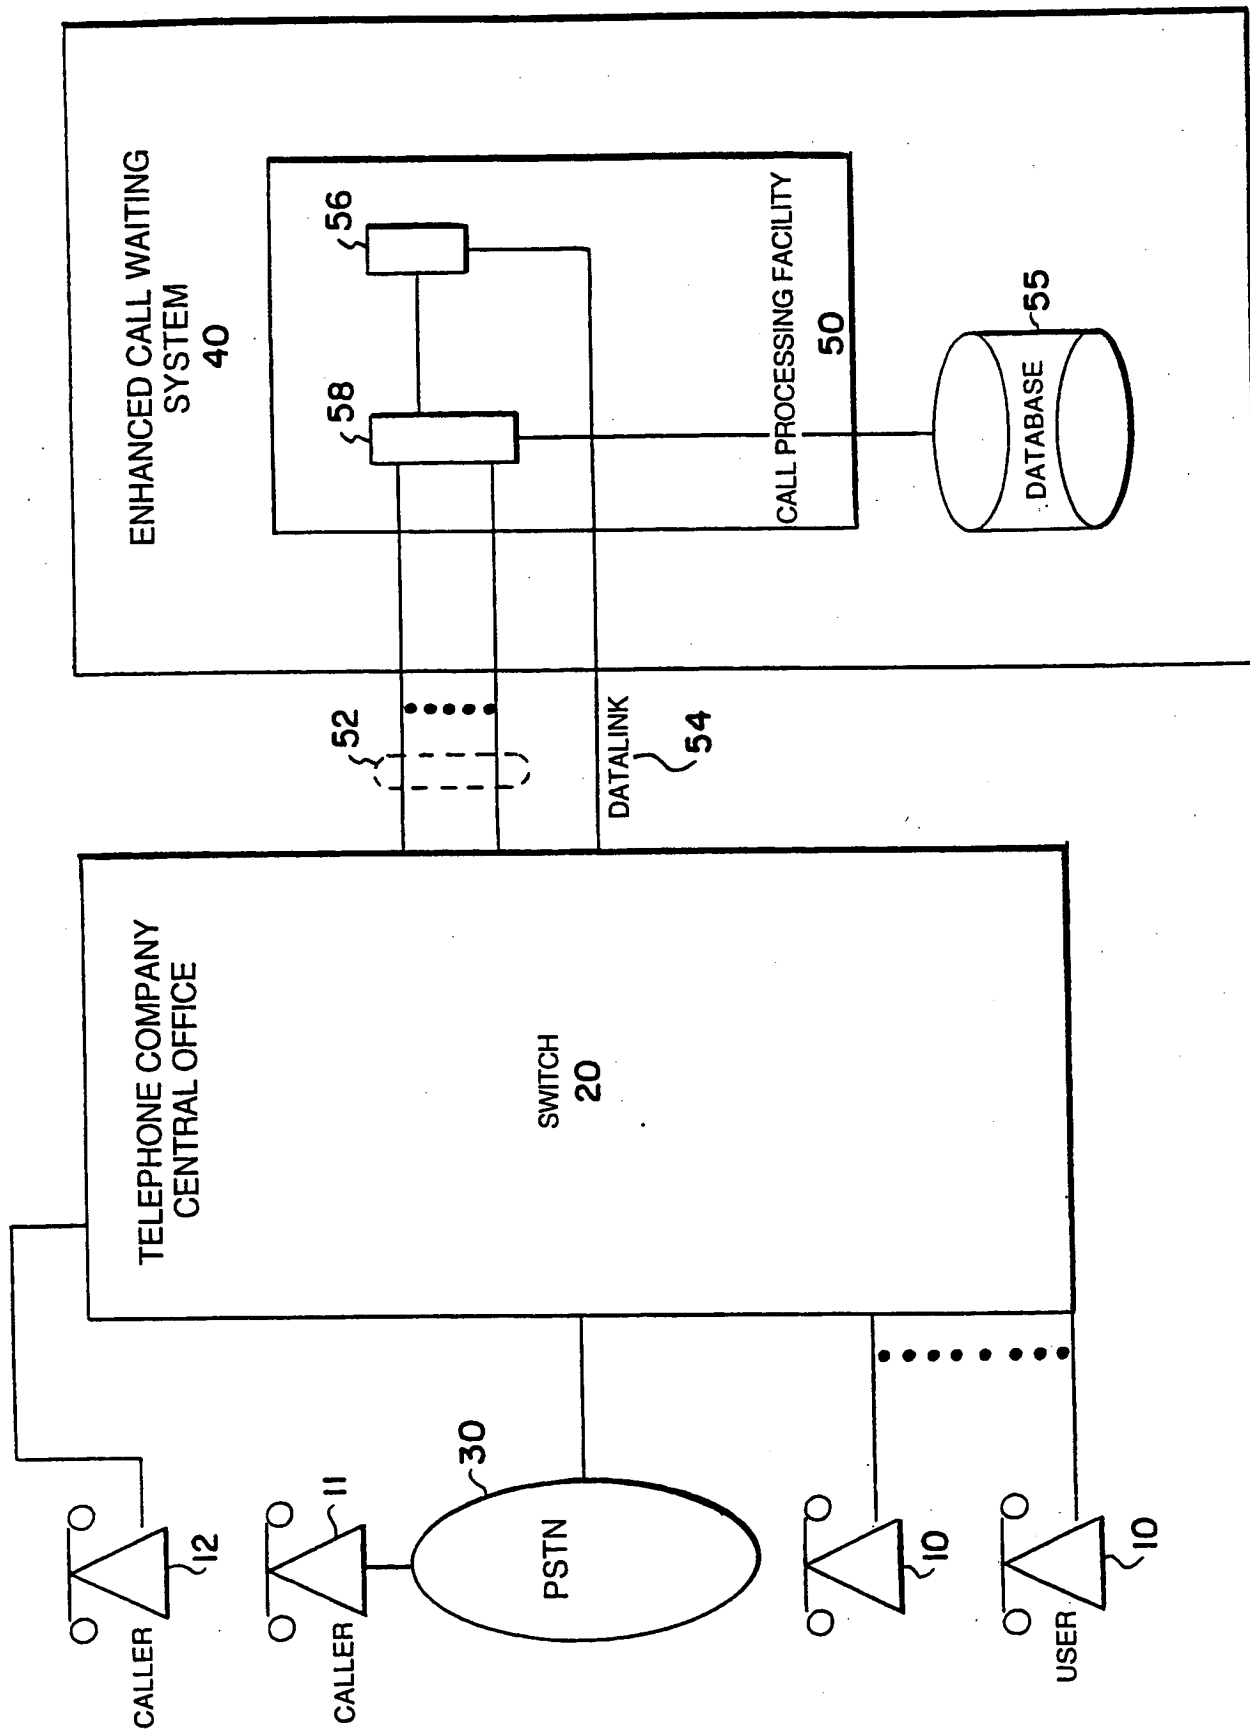 CALLER
12
CALLER
11
PSTN
30
10
USER
10
TELEPHONE COMPANY
CENTRAL OFFICE
SWITCH
20
52
DATALINK
54
ENHANCED CALL WAITING
SYSTEM
40
58
56
CALL PROCESSING FACILITY
50
DATABASE
55